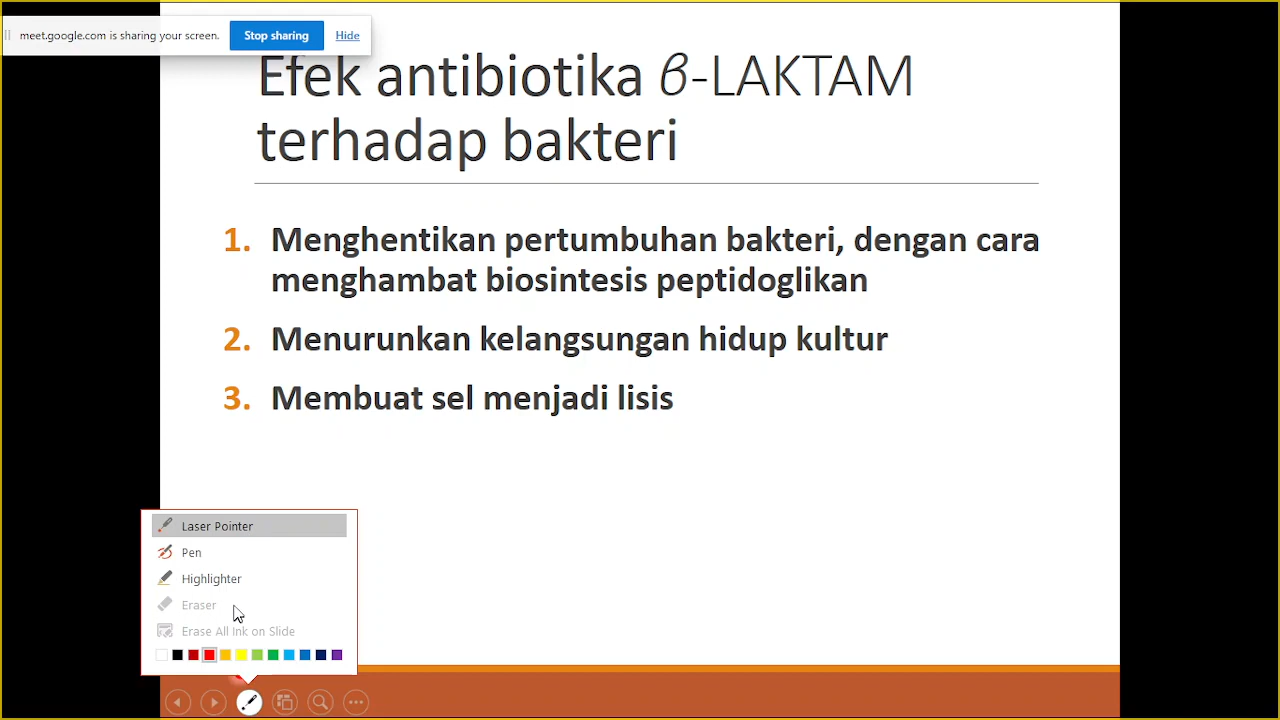 meet.google.com is sharing your screen. Stop sharing Hide
Efek antibiotika β-LAKTAM
terhadap bakteri
1. Menghentikan pertumbuhan bakteri, dengan cara
menghambat biosintesis peptidoglikan
2. Menurunkan kelangsungan hidup kultur
3. Membuat sel menjadi lisis
Laser Pointer
Pen
Highlighter
Eraser
Erase All Ink on Slide